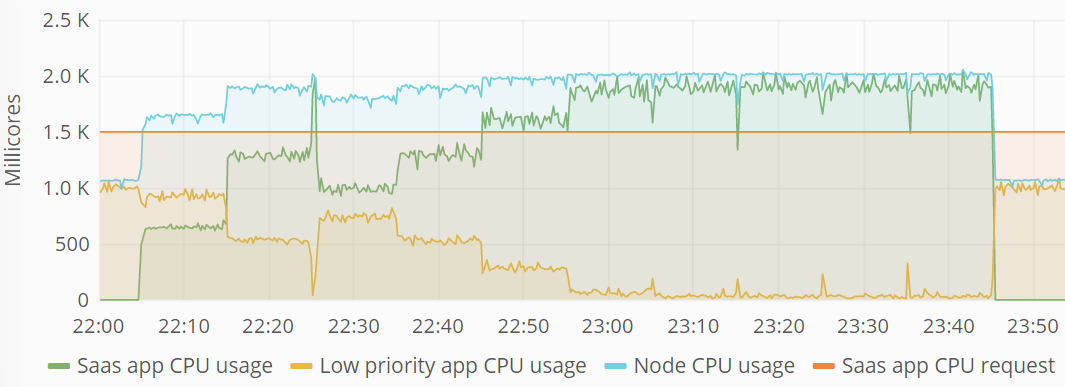 2.5 K
2.0 K
1.5 K
1.0 K
500
0
Millicores
22:00 22:10 22:20 22:30 22:40 22:50 23:00 23:10 23:20 23:30 23:40 23:50
Saas app CPU usage Low priority app CPU usage Node CPU usage Saas app CPU request